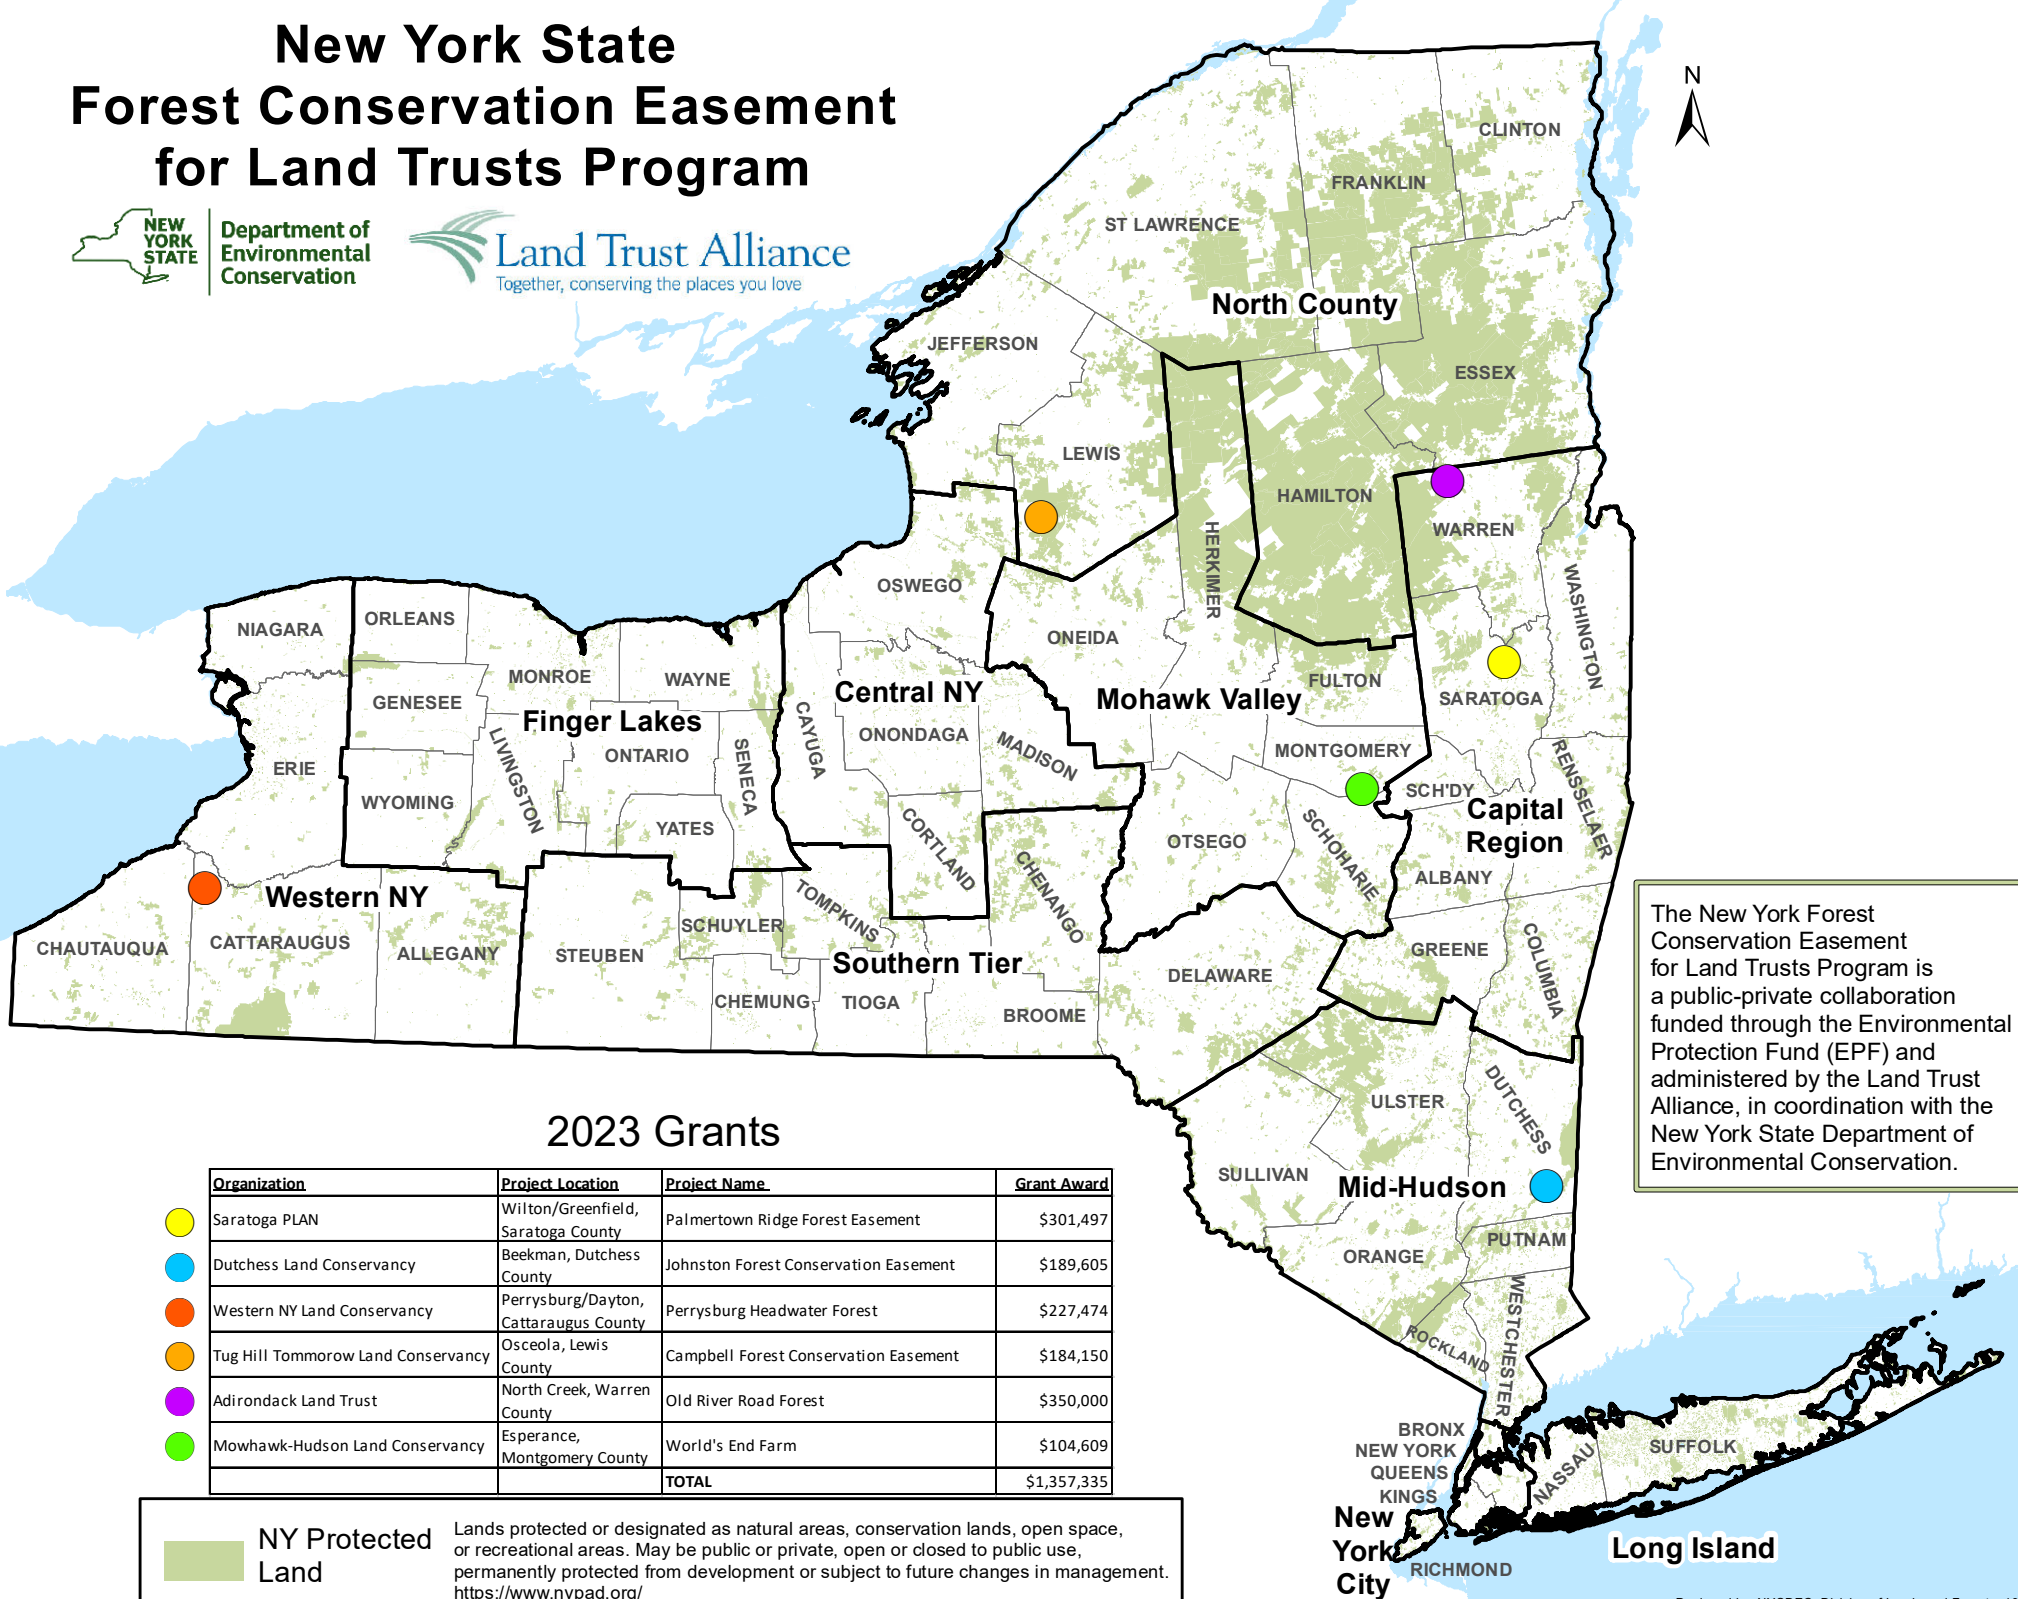 New York State
Forest Conservation Easement
for Land Trusts Program
NEW
YORK
STATE
Department of
Environmental
Conservation
Land Trust Alliance
Together, conserving the places you love
N
CLINTON
FRANKLIN
ST LAWRENCE
North County
JEFFERSON
ESSEX
LEWIS
HAMILTON
WARREN
HERKIMER
WASHINGTON
OSWEGO
ONEIDA
NIAGARA
ORLEANS
MONROE
WAYNE
GENESEE
Central NY
Mohawk Valley
FULTON
SARATOGA
Finger Lakes
CAYUGA
ONONDAGA
MADISON
MONTGOMERY
ERIE
LIVINGSTON
ONTARIO
SENECA
RENSSELAER
WYOMING
SCH'DY
Capital
Region
YATES
CORTLAND
OTSEGO
SCHOHARIE
CHENANGO
ALBANY
Western NY
TOMPKINS
SCHUYLER
CHAUTAUQUA
CATTARAUGUS
ALLEGANY
STEUBEN
Southern Tier
DELAWARE
GREENE
COLUMBIA
CHEMUNG
TIOGA
BROOME
The New York Forest
Conservation Easement
for Land Trusts Program is
a public-private collaboration
funded through the Environmental
Protection Fund (EPF) and
administered by the Land Trust
Alliance, in coordination with the
New York State Department of
Environmental Conservation.
ULSTER
DUTCHESS
SULLIVAN
Mid-Hudson
PUTNAM
ORANGE
WESTCHESTER
ROCKLAND
BRONX
NEW YORK
QUEENS
KINGS
New
York
City
RICHMOND
NASSAU
SUFFOLK
Long Island
2023 Grants
Organization Project Location Project Name Grant Award
Saratoga PLAN Wilton/Greenfield, Saratoga County Palmertown Ridge Forest Easement $301,497
Dutchess Land Conservancy Beekman, Dutchess County Johnston Forest Conservation Easement $189,605
Western NY Land Conservancy Perrysburg/Dayton, Cattaraugus County Perrysburg Headwater Forest $227,474
Tug Hill Tommorow Land Conservancy Osceola, Lewis County Campbell Forest Conservation Easement $184,150
Adirondack Land Trust North Creek, Warren County Old River Road Forest $350,000
Mowhawk-Hudson Land Conservancy Esperance, Montgomery County World's End Farm $104,609
TOTAL $1,357,335
NY Protected
Land
Lands protected or designated as natural areas, conservation lands, open space,
or recreational areas. May be public or private, open or closed to public use,
permanently protected from development or subject to future changes in management.
https://www.nypad.org/